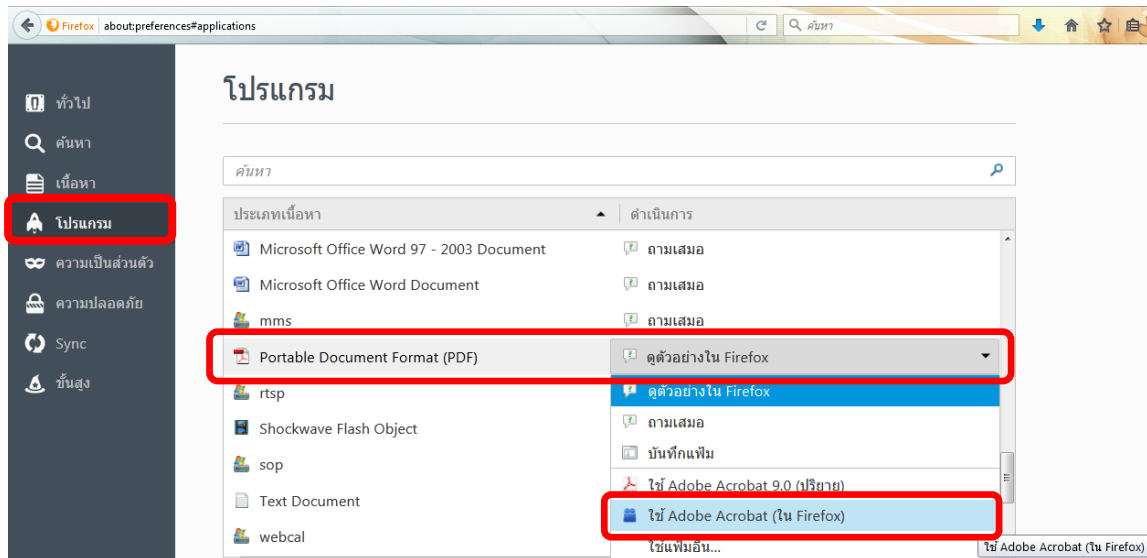 Firefox about:preferences#applications ค้นหา
โปรแกรม
ทั่วไป
ค้นหา
เนื้อหา
โปรแกรม
ความเป็นส่วนตัว
ความปลอดภัย
Sync
ขั้นสูง
ค้นหา
ประเภทเนื้อหา ดำเนินการ
Microsoft Office Word 97 - 2003 Document ถามเสมอ
Microsoft Office Word Document ถามเสมอ
mms ถามเสมอ
Portable Document Format (PDF) ดูตัวอย่างใน Firefox
rtsp ดูตัวอย่างใน Firefox
Shockwave Flash Object ถามเสมอ
sop บันทึกแฟ้ม
Text Document ใช้ Adobe Acrobat 9.0 (ปริยาย)
ใช้ Adobe Acrobat (ใน Firefox)
webcal ใช้แฟ้มอื่น...
ใช้ Adobe Acrobat (ใน Firefox)